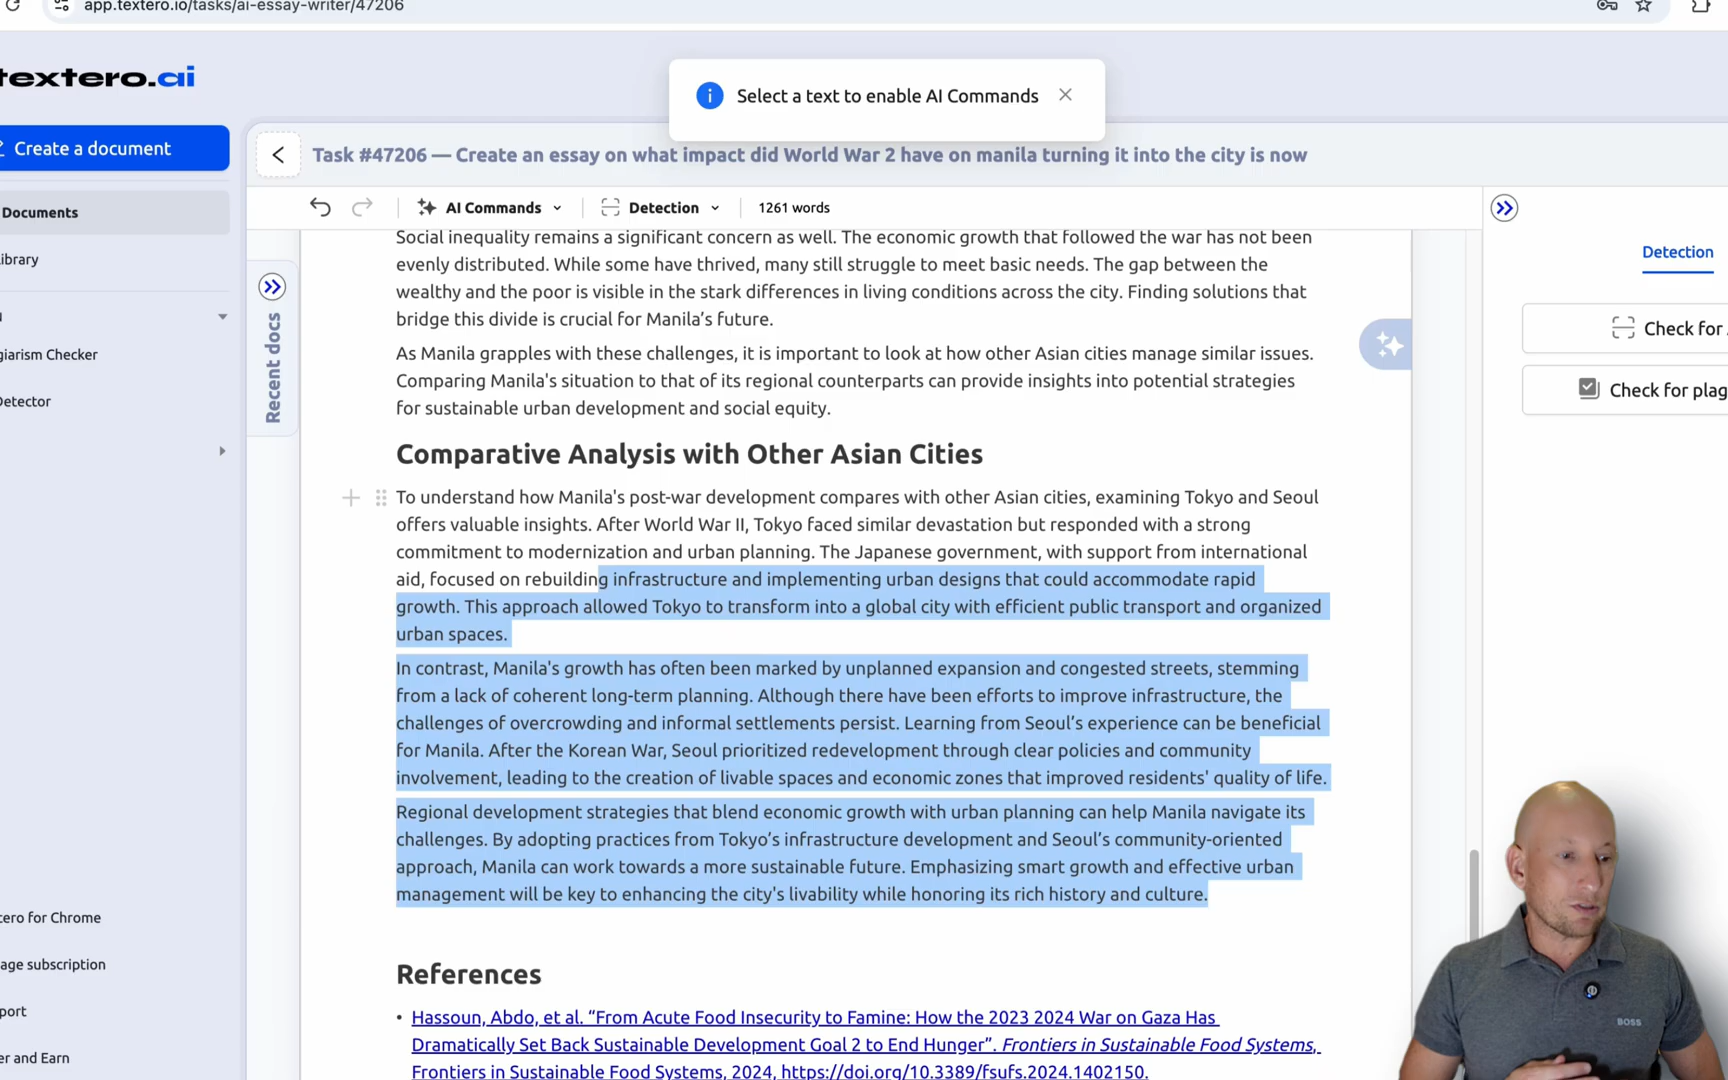 app.textero.io/tasks/ai-essay-writer/47206
textero.ai
Select a text to enable AI Commands
Create a document
Task #47206 — Create an essay on what impact did World War 2 have on manila turning it into the city is now
Documents
AI Commands
Detection
1261 words
Detection
Check for
Check for plag
Recent docs
Social inequality remains a significant concern as well. The economic growth that followed the war has not been
evenly distributed. While some have thrived, many still struggle to meet basic needs. The gap between the
wealthy and the poor is visible in the stark differences in living conditions across the city. Finding solutions that
bridge this divide is crucial for Manila’s future.
As Manila grapples with these challenges, it is important to look at how other Asian cities manage similar issues.
Comparing Manila's situation to that of its regional counterparts can provide insights into potential strategies
for sustainable urban development and social equity.
Comparative Analysis with Other Asian Cities
To understand how Manila's post-war development compares with other Asian cities, examining Tokyo and Seoul
offers valuable insights. After World War II, Tokyo faced similar devastation but responded with a strong
commitment to modernization and urban planning. The Japanese government, with support from international
aid, focused on rebuilding infrastructure and implementing urban designs that could accommodate rapid
growth. This approach allowed Tokyo to transform into a global city with efficient public transport and organized
urban spaces.
In contrast, Manila's growth has often been marked by unplanned expansion and congested streets, stemming
from a lack of coherent long-term planning. Although there have been efforts to improve infrastructure, the
challenges of overcrowding and informal settlements persist. Learning from Seoul’s experience can be beneficial
for Manila. After the Korean War, Seoul prioritized redevelopment through clear policies and community
involvement, leading to the creation of livable spaces and economic zones that improved residents' quality of life.
Regional development strategies that blend economic growth with urban planning can help Manila navigate its
challenges. By adopting practices from Tokyo’s infrastructure development and Seoul’s community-oriented
approach, Manila can work towards a more sustainable future. Emphasizing smart growth and effective urban
management will be key to enhancing the city's livability while honoring its rich history and culture.
References
• Hassoun, Abdo, et al. “From Acute Food Insecurity to Famine: How the 2023 2024 War on Gaza Has
Dramatically Set Back Sustainable Development Goal 2 to End Hunger”. Frontiers in Sustainable Food Systems,
Frontiers in Sustainable Food Systems, 2024, https://doi.org/10.3389/fsufs.2024.1402150.
ibrary
giarism Checker
Detector
tero for Chrome
age subscription
port
er and Earn
BOSS